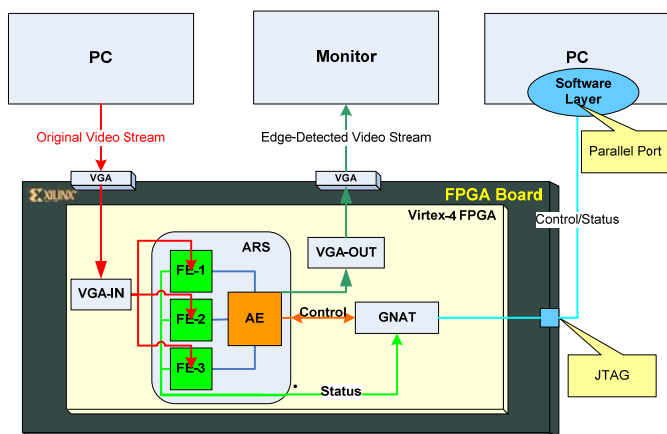 PC
Monitor
PC
Software
Layer
Original Video Stream
Edge-Detected Video Stream
Parallel Port
VGA
VGA
XILINX®
FPGA Board
Virtex-4 FPGA
Control/Status
ARS
VGA-OUT
FE-1
VGA-IN
FE-2
AE
Control
GNAT
FE-3
JTAG
Status